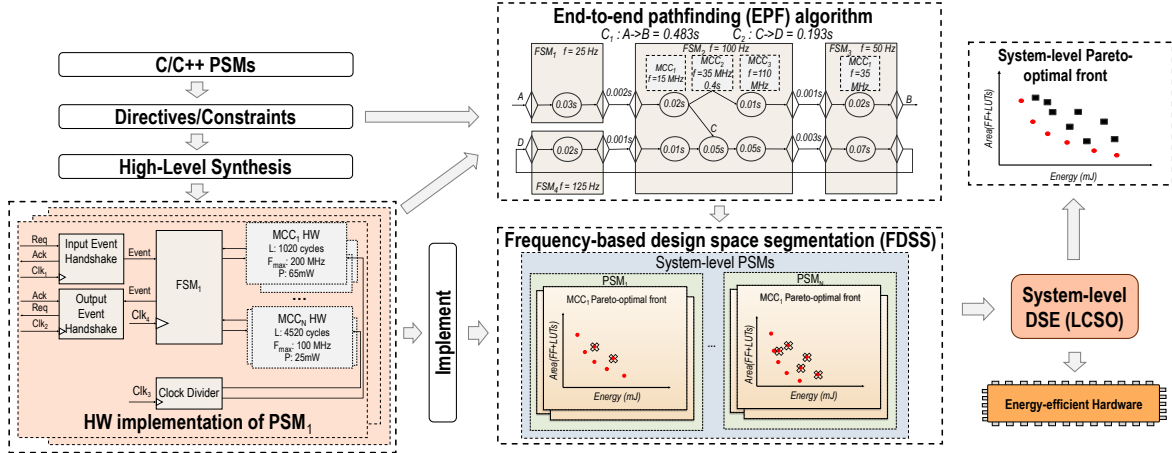 C/C++ PSMs
Directives/Constraints
High-Level Synthesis
Req
Ack
Clk1
Input Event
Handshake
Event
Ack
Req
Clk2
Output
Event
Handshake
Event
Clk4
FSM1
MCC1 HW
L: 1020 cycles
Fmax: 200 MHz
P: 65mW
...
MCCN HW
L: 4520 cycles
Fmax: 100 MHz
P: 25mW
Clk3
Clock Divider
HW implementation of PSM1
Implement
End-to-end pathfinding (EPF) algorithm
C1 : A->B = 0.483s
C2 : C->D = 0.193s
FSM1 f = 25 Hz
FSM2 f = 100 Hz
FSM3 f = 50 Hz
MCC1
f =15 MHz
MCC2
f =35 MHz
0.4s
MCC3
f =110
MHz
MCC1
f =35
MHz
A
0.03s
0.002s
0.02s
0.01s
0.001s
0.02s
B
C
D
0.02s
0.001s
0.01s
0.05s
0.05s
0.003s
0.07s
FSM4 f = 125 Hz
Frequency-based design space segmentation (FDSS)
System-level PSMs
PSM1
MCC1 Pareto-optimal front
Area(FF+LUTs)
Energy (mJ)
...
PSMN
MCC1 Pareto-optimal front
Area(FF+LUTs)
Energy (mJ)
System-level Pareto-
optimal front
Area(FF+LUTs)
Energy (mJ)
System-level
DSE (LCSO)
Energy-efficient Hardware